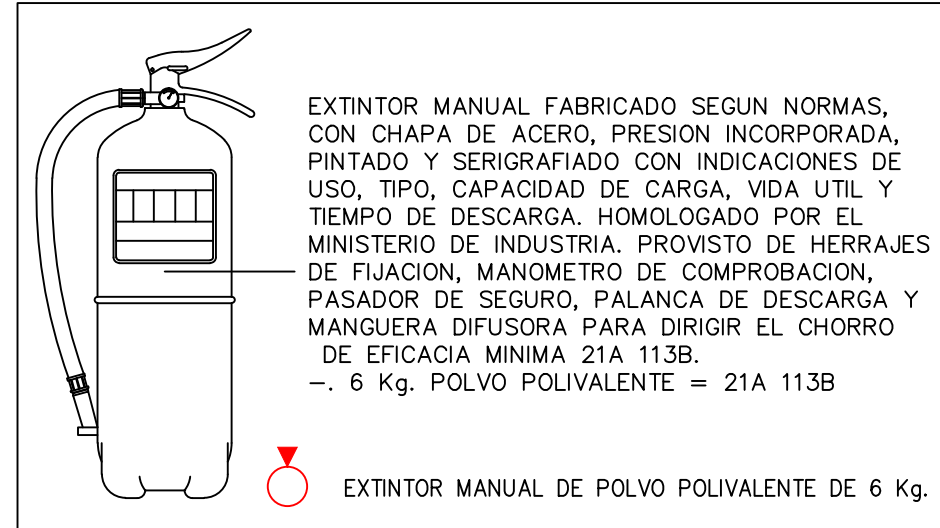 EXTINTOR MANUAL FABRICADO SEGUN NORMAS,
CON CHAPA DE ACERO, PRESION INCORPORADA,
PINTADO Y SERIGRAFIADO CON INDICACIONES DE
USO, TIPO, CAPACIDAD DE CARGA, VIDA UTIL Y
TIEMPO DE DESCARGA. HOMOLOGADO POR EL
MINISTERIO DE INDUSTRIA. PROVISTO DE HERRAJES
DE FIJACION, MANOMETRO DE COMPROBACION,
PASADOR DE SEGURO, PALANCA DE DESCARGA Y
MANGUERA DIFUSORA PARA DIRIGIR EL CHORRO
DE EFICACIA MINIMA 21A 113B.
–. 6 Kg. POLVO POLIVALENTE = 21A 113B
EXTINTOR MANUAL DE POLVO POLIVALENTE DE 6 Kg.